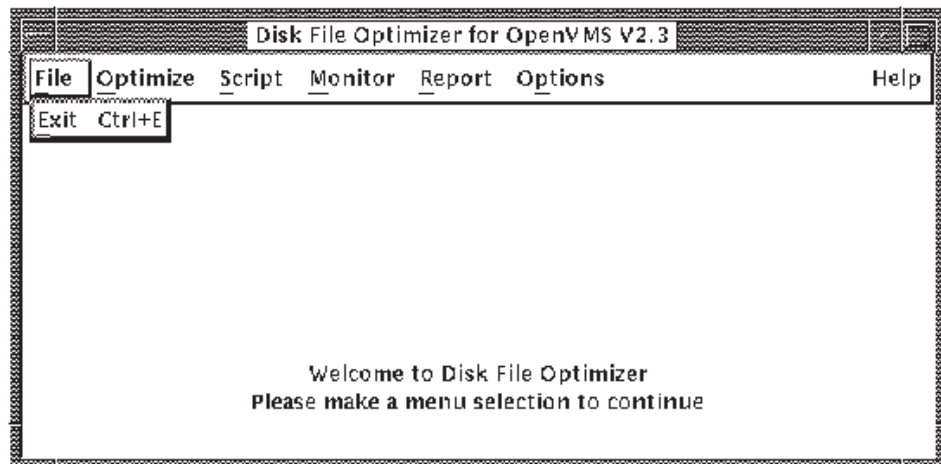 Disk File Optimizer for OpenVMS V2.3
File Optimize Script Monitor Report Options Help
Exit Ctrl+E
Welcome to Disk File Optimizer
Please make a menu selection to continue